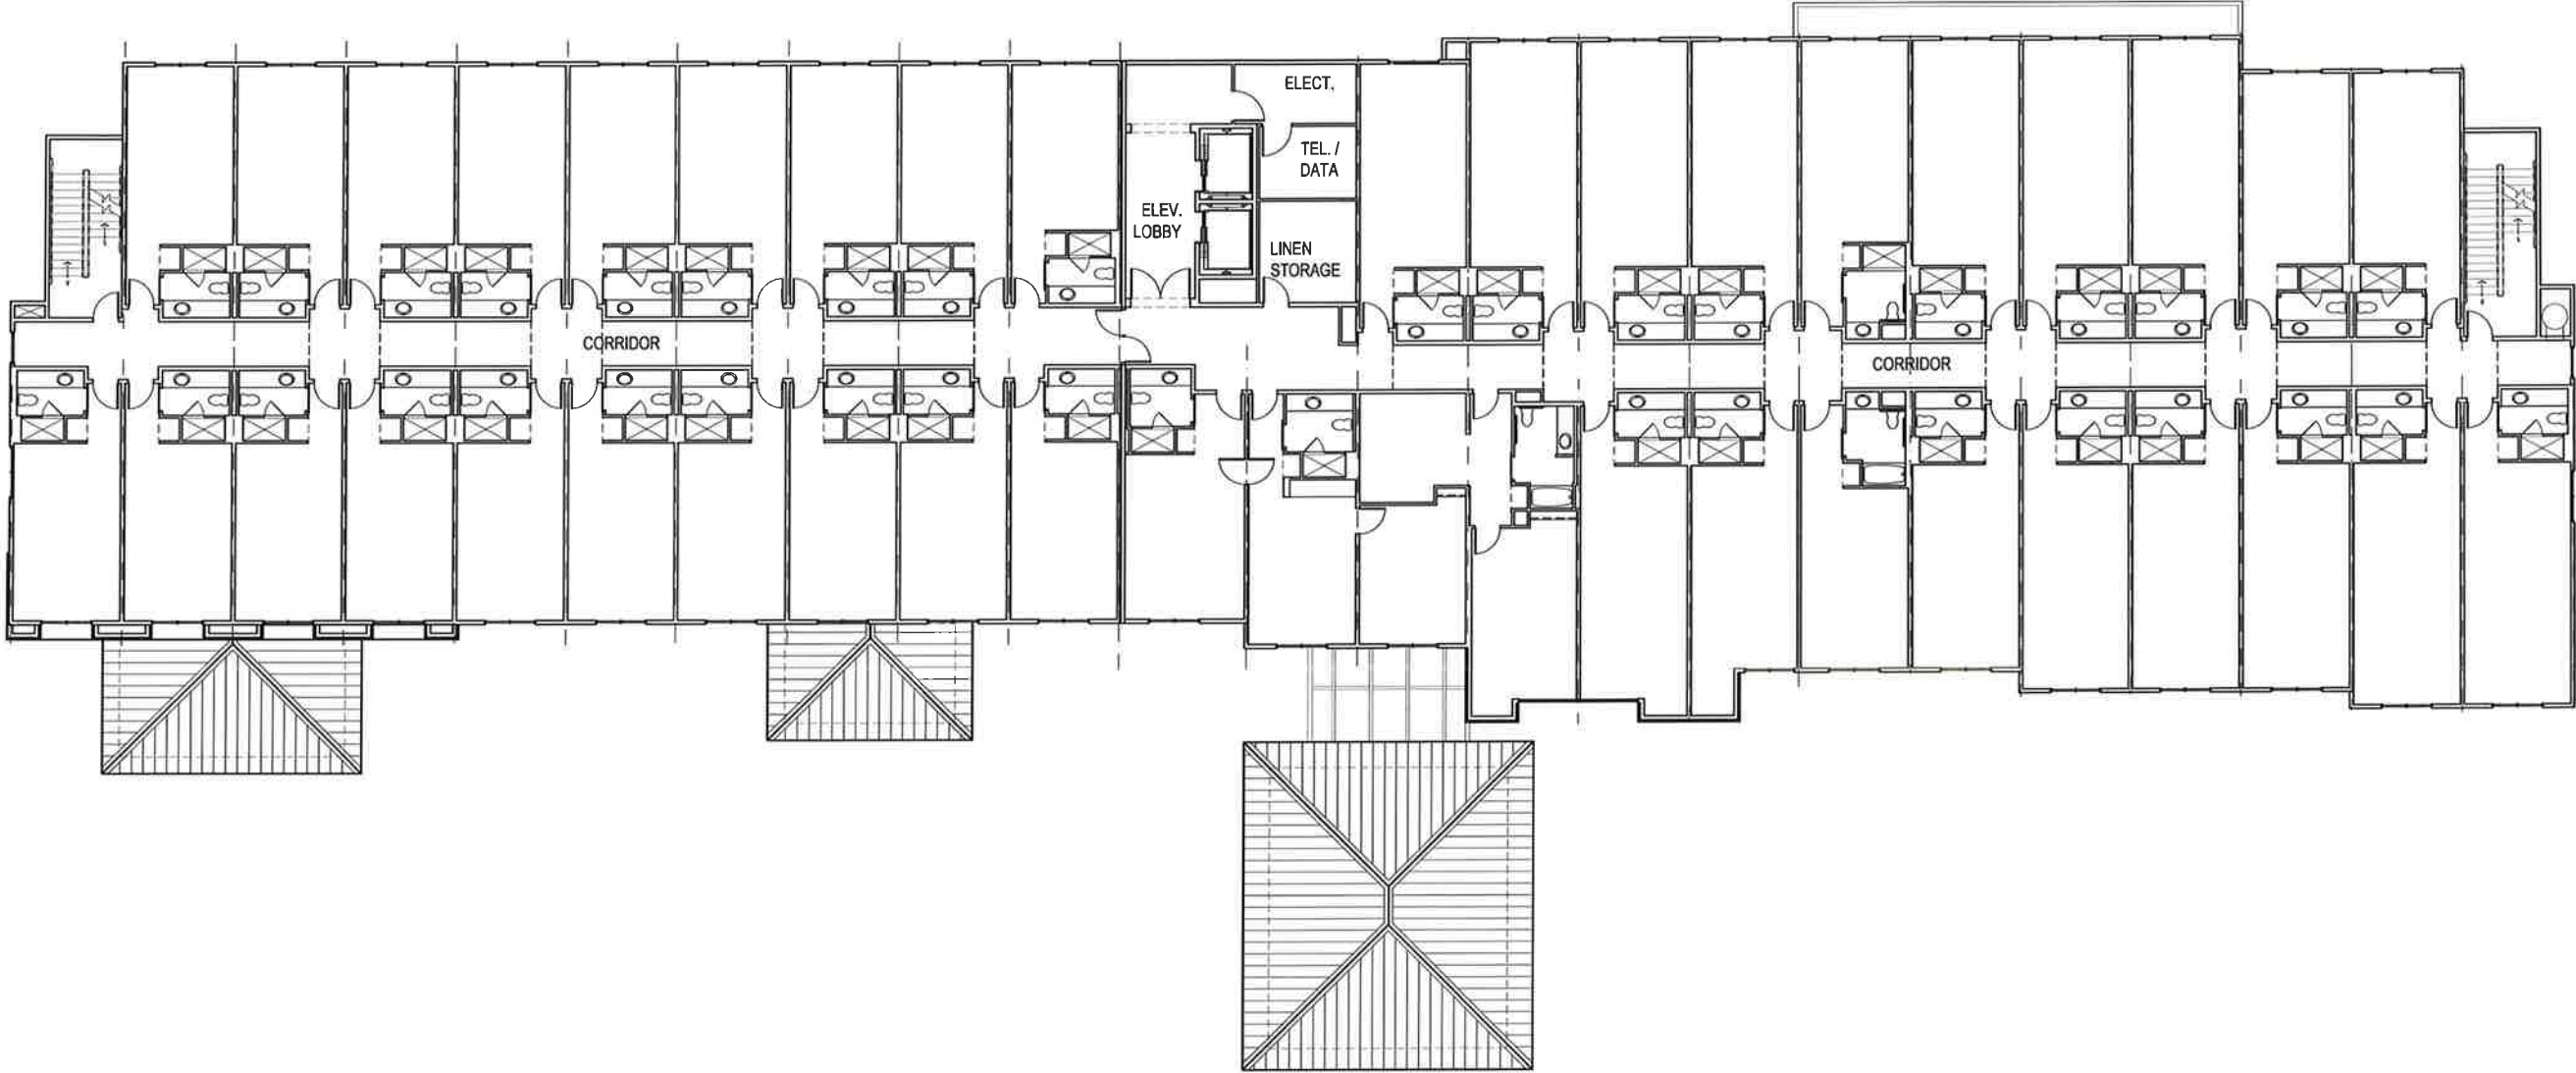 ELECT.
TEL. /
DATA
ELEV.
LOBBY
LINEN
STORAGE
CORRIDOR
CORRIDOR